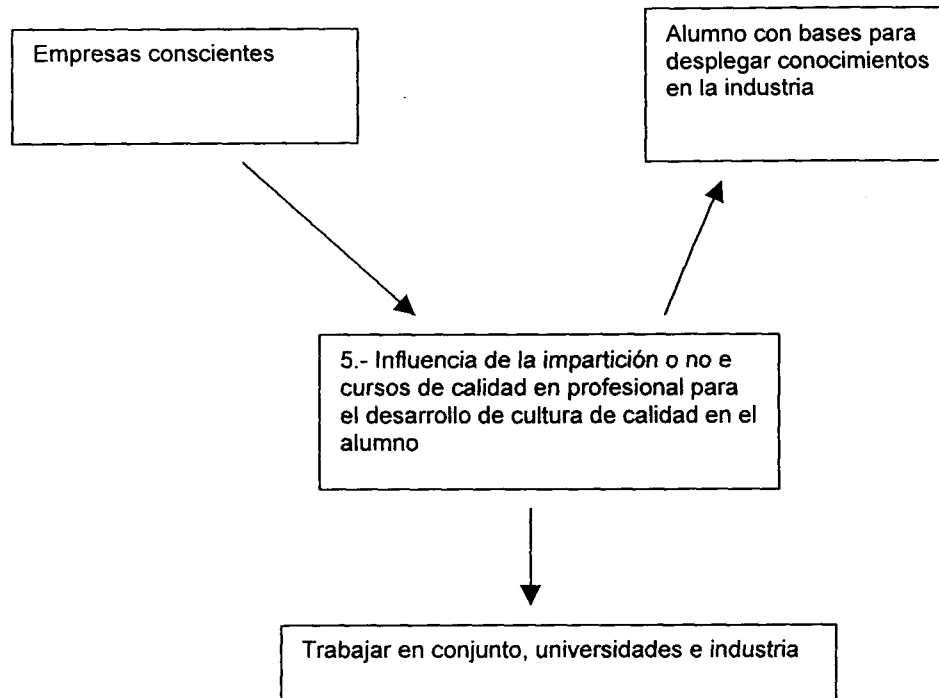 Empresas conscientes
Alumno con bases para
desplegar conocimientos
en la industria
5.- Influencia de la impartición o no e
cursos de calidad en profesional para
el desarrollo de cultura de calidad en el
alumno
Trabajar en conjunto, universidades e industria